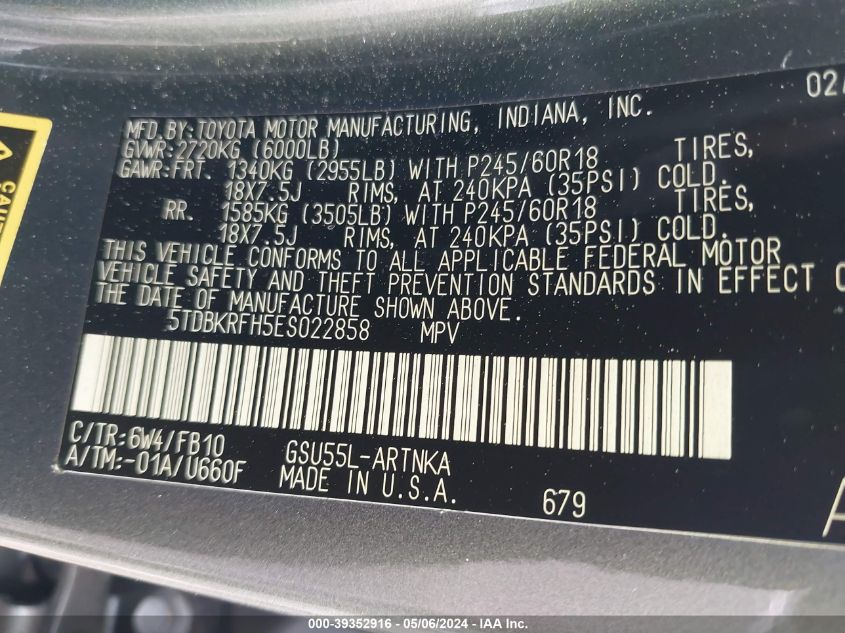 02/
MFD.BY:TOYOTA MOTOR MANUFACTURING, INDIANA, INC.
GVWR:2720KG (6000LB)
GAWR:FRT. 1340KG (2955LB) WITH P245/60R18 TIRES,
18X7.5J RIMS, AT 240KPA (35PSI) COLD.
RR. 1585KG (3505LB) WITH P245/60R18 TIRES,
18X7.5J RIMS, AT 240KPA (35PSI) COLD.
THIS VEHICLE CONFORMS TO ALL APPLICABLE FEDERAL MOTOR
VEHICLE SAFETY AND THEFT PREVENTION STANDARDS IN EFFECT O
THE DATE OF MANUFACTURE SHOWN ABOVE.
5TDBKRFH5ES022858 MPV
C/TR:6W4/FB10 GSU55L-ARTNKA
A/TM:-01A/U660F MADE IN U.S.A.
679
000-39352916 - 05/06/2024 - IAA Inc.